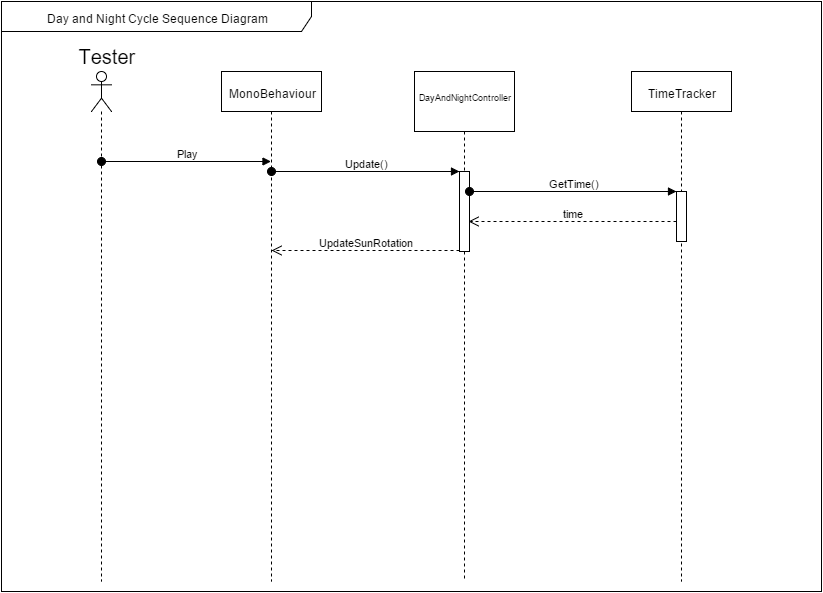 Day and Night Cycle Sequence Diagram
Tester
MonoBehaviour
DayAndNightController
TimeTracker
Play
Update()
GetTime()
time
UpdateSunRotation